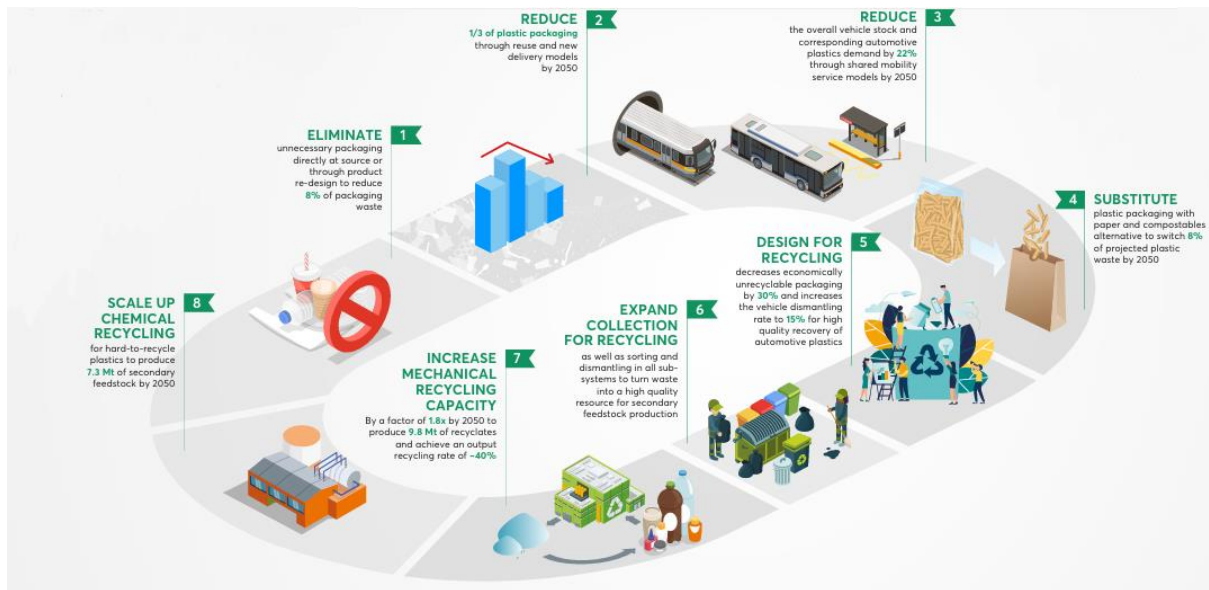 1
ELIMINATE
unnecessary packaging
directly at source or
through product
re-design to reduce
8% of packaging
waste
2
REDUCE
1/3 of plastic packaging
through reuse and new
delivery models
by 2050
3
REDUCE
the overall vehicle stock and
corresponding automotive
plastics demand by 22%
through shared mobility
service models by 2050
4
SUBSTITUTE
plastic packaging with
paper and compostables
alternative to switch 8%
of projected plastic
waste by 2050
5
DESIGN FOR
RECYCLING
decreases economically
unrecyclable packaging
by 30% and increases
the vehicle dismantling
rate to 15% for high
quality recovery of
automotive plastics
6
EXPAND
COLLECTION
FOR RECYCLING
as well as sorting and
dismantling in all sub-
systems to turn waste
into a high quality
resource for secondary
feedstock production
7
INCREASE
MECHANICAL
RECYCLING
CAPACITY
By a factor of 1.8x by 2050 to
produce 9.8 Mt of recyclates
and achieve an output
recycling rate of ~40%
8
SCALE UP
CHEMICAL
RECYCLING
for hard-to-recycle
plastics to produce
7.3 Mt of secondary
feedstock by 2050